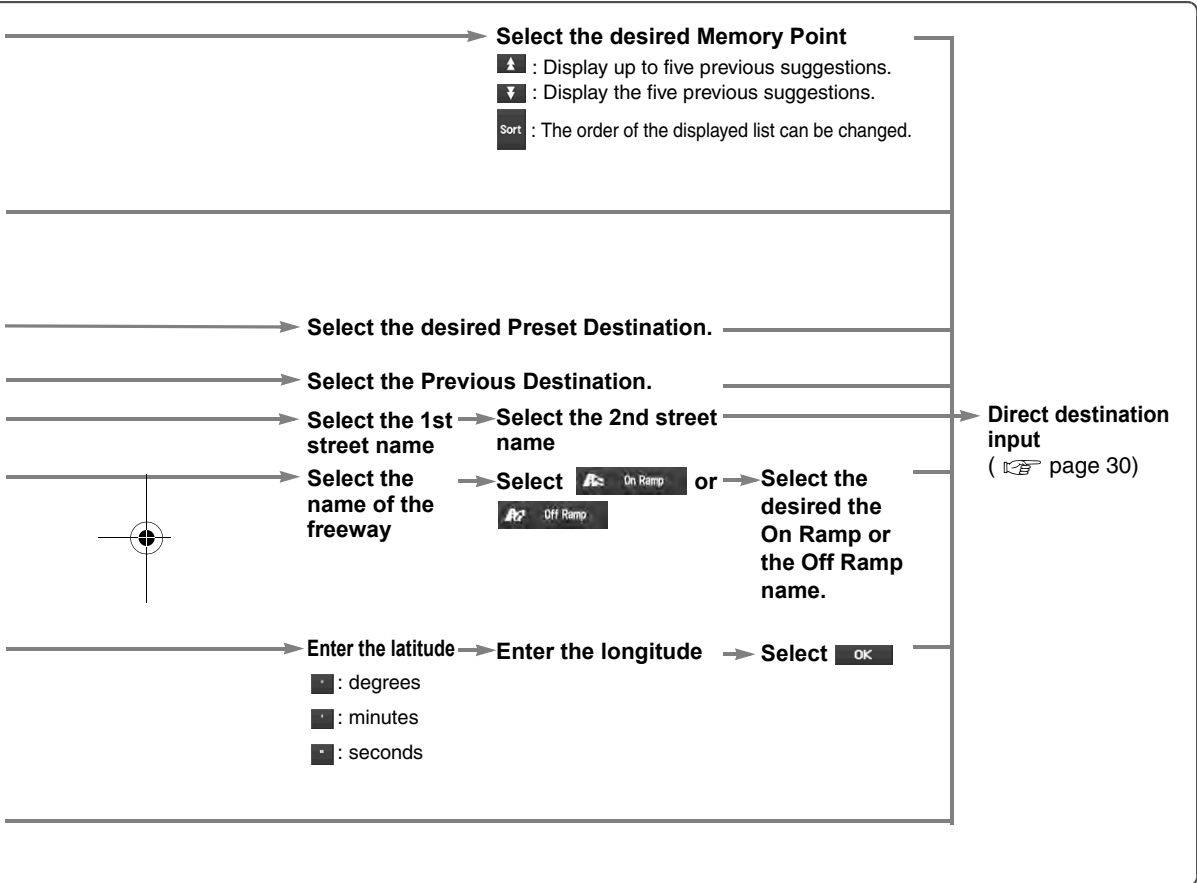 Select the desired Memory Point
: Display up to five previous suggestions.
: Display the five previous suggestions.
Sort : The order of the displayed list can be changed.
Select the desired Preset Destination.
Select the Previous Destination.
Select the 1st
street name
Select the 2nd street
name
Direct destination
input
( ☞ page 30)
Select the
name of the
freeway
Select On Ramp or
Off Ramp
Select the
desired the
On Ramp or
the Off Ramp
name.
Enter the latitude
: degrees
: minutes
: seconds
Enter the longitude
Select OK